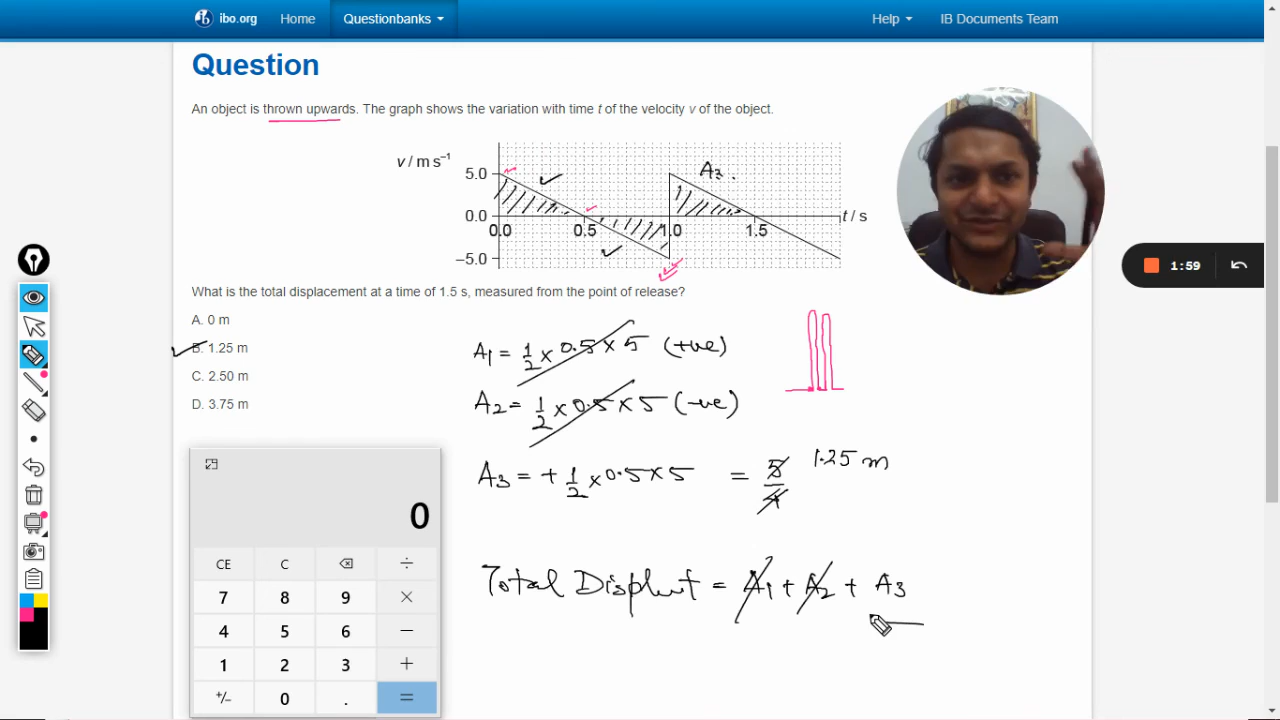 ibo.org Home Questionbanks Help IB Documents Team
Question
An object is thrown upwards. The graph shows the variation with time t of the velocity v of the object.
v / m s⁻¹
5.0
0.0
−5.0
0.0 0.5 1.0 1.5
t / s
A3
1:59
What is the total displacement at a time of 1.5 s, measured from the point of release?
A. 0 m
B. 1.25 m
C. 2.50 m
D. 3.75 m
A1 = 1/2 × 0.5 × 5 (+ve)
A2 = 1/2 × 0.5 × 5 (-ve)
A3 = + 1/2 × 0.5 × 5 = 5/4 1.25 m
Total = A1 + A2 + A3
0
CE C ⌫ ÷
7 8 9 ×
4 5 6 −
1 2 3 +
+/− 0 . =